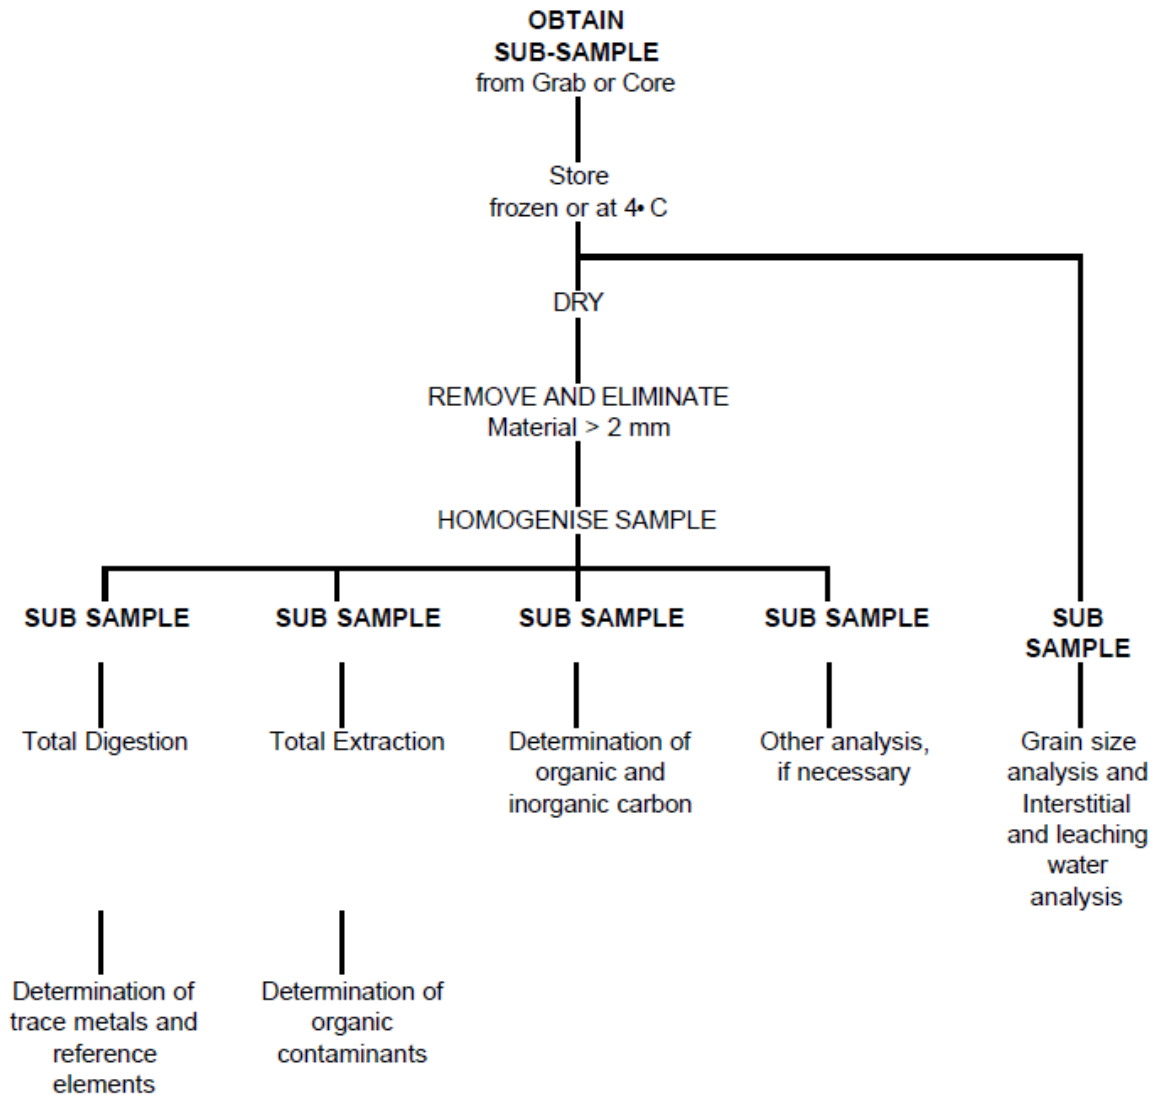 OBTAIN
SUB-SAMPLE
from Grab or Core
Store
frozen or at 4• C
DRY
REMOVE AND ELIMINATE
Material > 2 mm
HOMOGENISE SAMPLE
SUB SAMPLE
Total Digestion
Determination of
trace metals and
reference
elements
SUB SAMPLE
Total Extraction
Determination of
organic
contaminants
SUB SAMPLE
Determination of
organic and
inorganic carbon
SUB SAMPLE
Other analysis,
if necessary
SUB
SAMPLE
Grain size
analysis and
Interstitial
and leaching
water
analysis